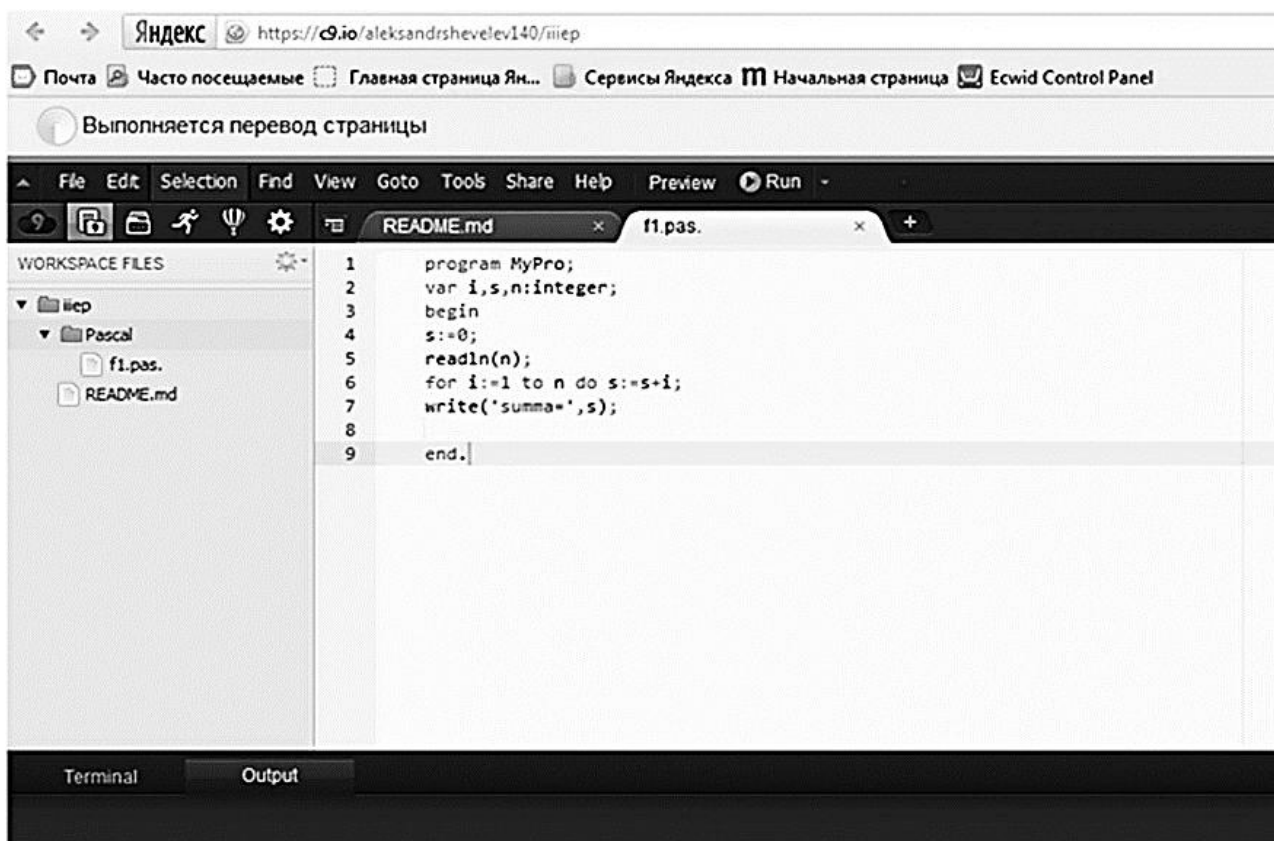 Яндекс https://c9.io/aleksandrshevelev140/iiiep
Почта Часто посещаемые Главная страница Ян... Сервисы Яндекса m Начальная страница Ecwid Control Panel
Выполняется перевод страницы
File Edit Selection Find View Goto Tools Share Help Preview Run
9 README.md × f1.pas. × +
WORKSPACE FILES
iiiep
Pascal
f1.pas.
README.md
1 program MyPro;
2 var i,s,n:integer;
3 begin
4 s:=0;
5 readln(n);
6 for i:=1 to n do s:=s+i;
7 write('summa=',s);
8
9 end.
Terminal Output